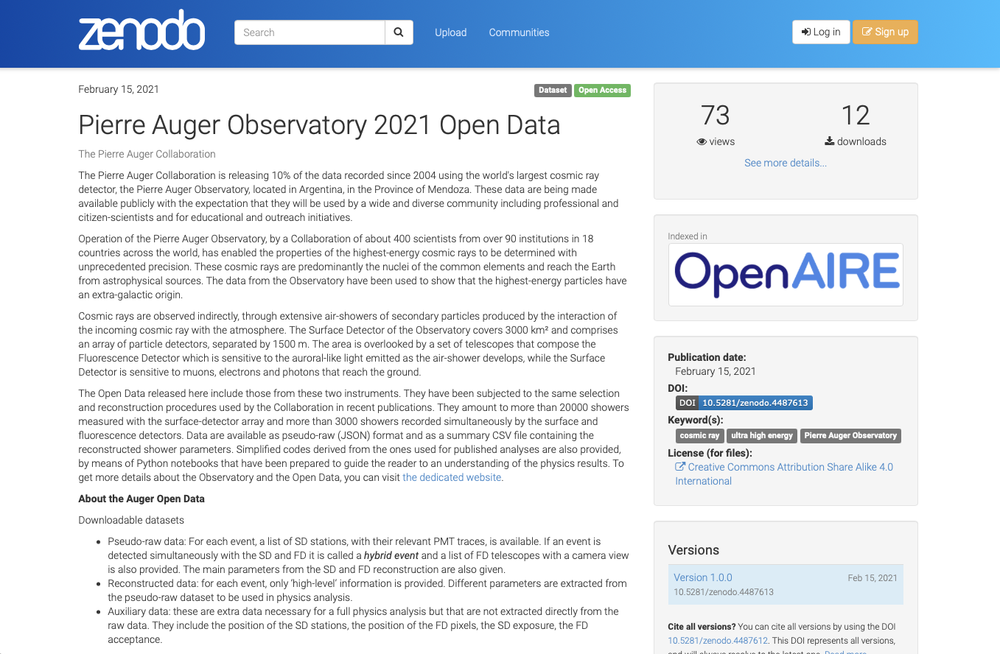 zenodo
Search
Upload
Communities
Log in
Sign up
February 15, 2021
Dataset
Open Access
Pierre Auger Observatory 2021 Open Data
The Pierre Auger Collaboration
The Pierre Auger Collaboration is releasing 10% of the data recorded since 2004 using the world's largest cosmic ray
detector, the Pierre Auger Observatory, located in Argentina, in the Province of Mendoza. These data are being made
available publicly with the expectation that they will be used by a wide and diverse community including professional and
citizen-scientists and for educational and outreach initiatives.
Operation of the Pierre Auger Observatory, by a Collaboration of about 400 scientists from over 90 institutions in 18
countries across the world, has enabled the properties of the highest-energy cosmic rays to be determined with
unprecedented precision. These cosmic rays are predominantly the nuclei of the common elements and reach the Earth
from astrophysical sources. The data from the Observatory have been used to show that the highest-energy particles have
an extra-galactic origin.
Cosmic rays are observed indirectly, through extensive air-showers of secondary particles produced by the interaction of
the incoming cosmic ray with the atmosphere. The Surface Detector of the Observatory covers 3000 km² and comprises
an array of particle detectors, separated by 1500 m. The area is overlooked by a set of telescopes that compose the
Fluorescence Detector which is sensitive to the auroral-like light emitted as the air-shower develops, while the Surface
Detector is sensitive to muons, electrons and photons that reach the ground.
The Open Data released here include those from these two instruments. They have been subjected to the same selection
and reconstruction procedures used by the Collaboration in recent publications. They amount to more than 20000 showers
measured with the surface-detector array and more than 3000 showers recorded simultaneously by the surface and
fluorescence detectors. Data are available as pseudo-raw (JSON) format and as a summary CSV file containing the
reconstructed shower parameters. Simplified codes derived from the ones used for published analyses are also provided,
by means of Python notebooks that have been prepared to guide the reader to an understanding of the physics results. To
get more details about the Observatory and the Open Data, you can visit the dedicated website.
About the Auger Open Data
Downloadable datasets
• Pseudo-raw data: For each event, a list of SD stations, with their relevant PMT traces, is available. If an event is
detected simultaneously with the SD and FD it is called a hybrid event and a list of FD telescopes with a camera view
is also provided. The main parameters from the SD and FD reconstruction are also given.
• Reconstructed data: for each event, only ‘high-level’ information is provided. Different parameters are extracted from
the pseudo-raw dataset to be used in physics analysis.
• Auxiliary data: these are extra data necessary for a full physics analysis but that are not extracted directly from the
raw data. They include the position of the SD stations, the position of the FD pixels, the SD exposure, the FD
acceptance.
73
views
12
downloads
See more details...
Indexed in
OpenAIRE
Publication date:
February 15, 2021
DOI:
DOI 10.5281/zenodo.4487613
Keyword(s):
cosmic ray
ultra high energy
Pierre Auger Observatory
License (for files):
Creative Commons Attribution Share Alike 4.0
International
Versions
Version 1.0.0
Feb 15, 2021
10.5281/zenodo.4487613
Cite all versions? You can cite all versions by using the DOI
10.5281/zenodo.4487612. This DOI represents all versions,
and will always resolve to the latest one. Read more.